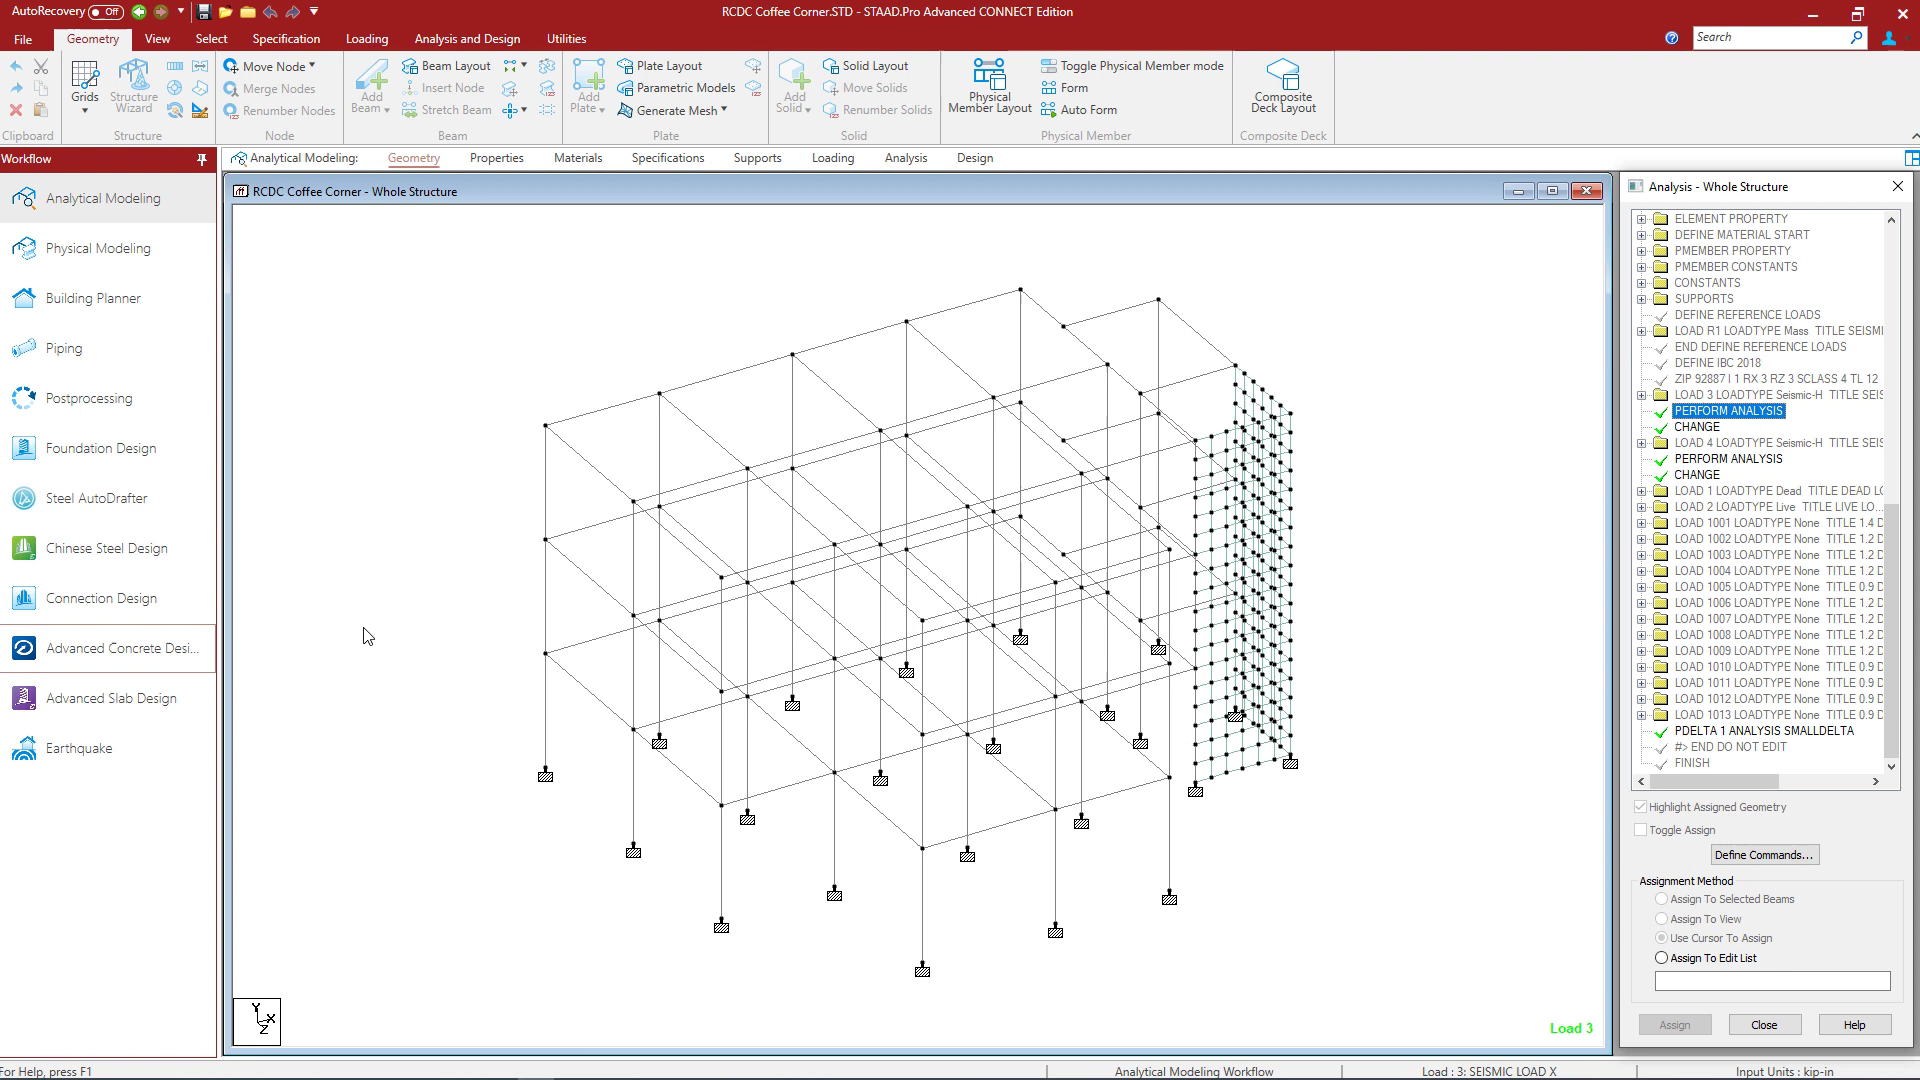 AutoRecovery Off
RCDC Coffee Corner.STD - STAAD.Pro Advanced CONNECT Edition
File Geometry View Select Specification Loading Analysis and Design Utilities
Search
Grids
Structure Wizard
Structure
Clipboard
Move Node
Merge Nodes
Renumber Nodes
Node
Add Beam
Beam Layout
Insert Node
Stretch Beam
Beam
Add Plate
Plate Layout
Parametric Models
Generate Mesh
Plate
Add Solid
Solid Layout
Move Solids
Renumber Solids
Solid
Physical Member Layout
Toggle Physical Member mode
Form
Auto Form
Physical Member
Composite Deck Layout
Composite Deck
Workflow
Analytical Modeling: Geometry Properties Materials Specifications Supports Loading Analysis Design
Analytical Modeling
Physical Modeling
Building Planner
Piping
Postprocessing
Foundation Design
Steel AutoDrafter
Chinese Steel Design
Connection Design
Advanced Concrete Desi...
Advanced Slab Design
Earthquake
RCDC Coffee Corner - Whole Structure
Y
X
Z
Load 3
Analysis - Whole Structure
ELEMENT PROPERTY
DEFINE MATERIAL START
PMEMBER PROPERTY
PMEMBER CONSTANTS
CONSTANTS
SUPPORTS
DEFINE REFERENCE LOADS
LOAD R1 LOADTYPE Mass TITLE SEISMI
END DEFINE REFERENCE LOADS
DEFINE IBC 2018
ZIP 92887 I 1 RX 3 RZ 3 SCLASS 4 TL 12
LOAD 3 LOADTYPE Seismic-H TITLE SEIS
PERFORM ANALYSIS
CHANGE
LOAD 4 LOADTYPE Seismic-H TITLE SEIS
PERFORM ANALYSIS
CHANGE
LOAD 1 LOADTYPE Dead TITLE DEAD LO
LOAD 2 LOADTYPE Live TITLE LIVE LO...
LOAD 1001 LOADTYPE None TITLE 1.4 D
LOAD 1002 LOADTYPE None TITLE 1.2 D
LOAD 1003 LOADTYPE None TITLE 1.2 D
LOAD 1004 LOADTYPE None TITLE 1.2 D
LOAD 1005 LOADTYPE None TITLE 0.9 D
LOAD 1006 LOADTYPE None TITLE 1.2 D
LOAD 1007 LOADTYPE None TITLE 1.2 D
LOAD 1008 LOADTYPE None TITLE 1.2 D
LOAD 1009 LOADTYPE None TITLE 1.2 D
LOAD 1010 LOADTYPE None TITLE 0.9 D
LOAD 1011 LOADTYPE None TITLE 0.9 D
LOAD 1012 LOADTYPE None TITLE 0.9 D
LOAD 1013 LOADTYPE None TITLE 0.9 D
PDELTA 1 ANALYSIS SMALLDELTA
#> END DO NOT EDIT
FINISH
Highlight Assigned Geometry
Toggle Assign
Define Commands...
Assignment Method
Assign To Selected Beams
Assign To View
Use Cursor To Assign
Assign To Edit List
Assign Close Help
For Help, press F1
Analytical Modeling Workflow
Load : 3: SEISMIC LOAD X
Input Units : kip-in